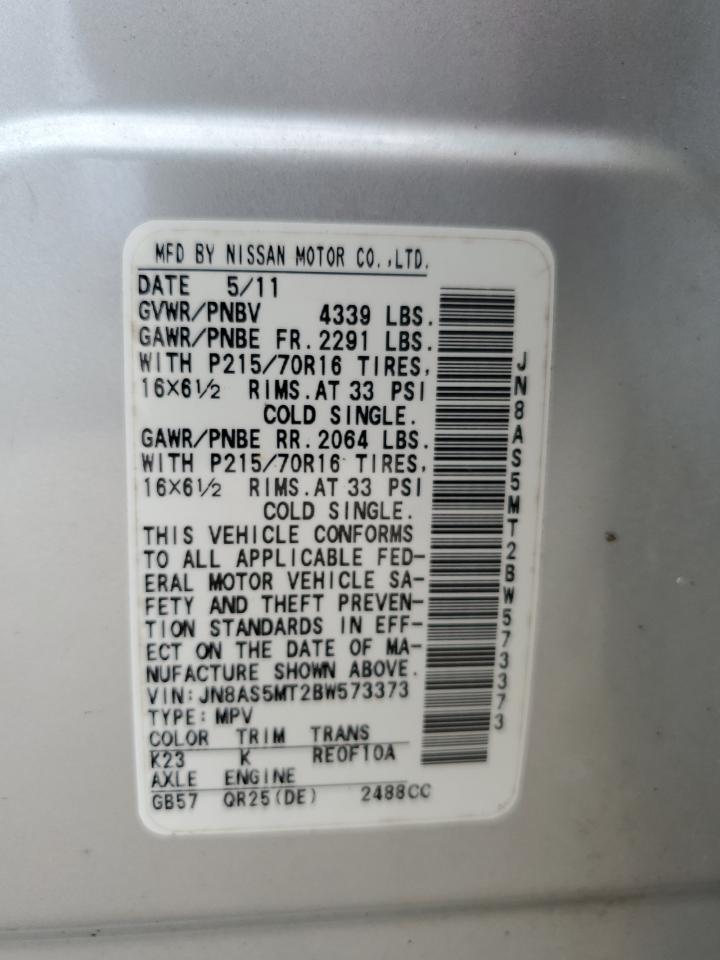 MFD BY NISSAN MOTOR CO.,LTD.
DATE 5/11
GVWR/PNBV 4339 LBS.
GAWR/PNBE FR.2291 LBS.
WITH P215/70R16 TIRES,
16×6½ RIMS.AT 33 PSI
COLD SINGLE.
GAWR/PNBE RR.2064 LBS.
WITH P215/70R16 TIRES,
16×6½ RIMS.AT 33 PSI
COLD SINGLE.
THIS VEHICLE CONFORMS
TO ALL APPLICABLE FED-
ERAL MOTOR VEHICLE SA-
FETY AND THEFT PREVEN-
TION STANDARDS IN EFF-
ECT ON THE DATE OF MA-
NUFACTURE SHOWN ABOVE.
VIN:JN8AS5MT2BW573373
TYPE:MPV
COLOR TRIM TRANS
K23 K RE0F10A
AXLE ENGINE
GB57 QR25(DE) 2488CC
JN8AS5MT2BW573373